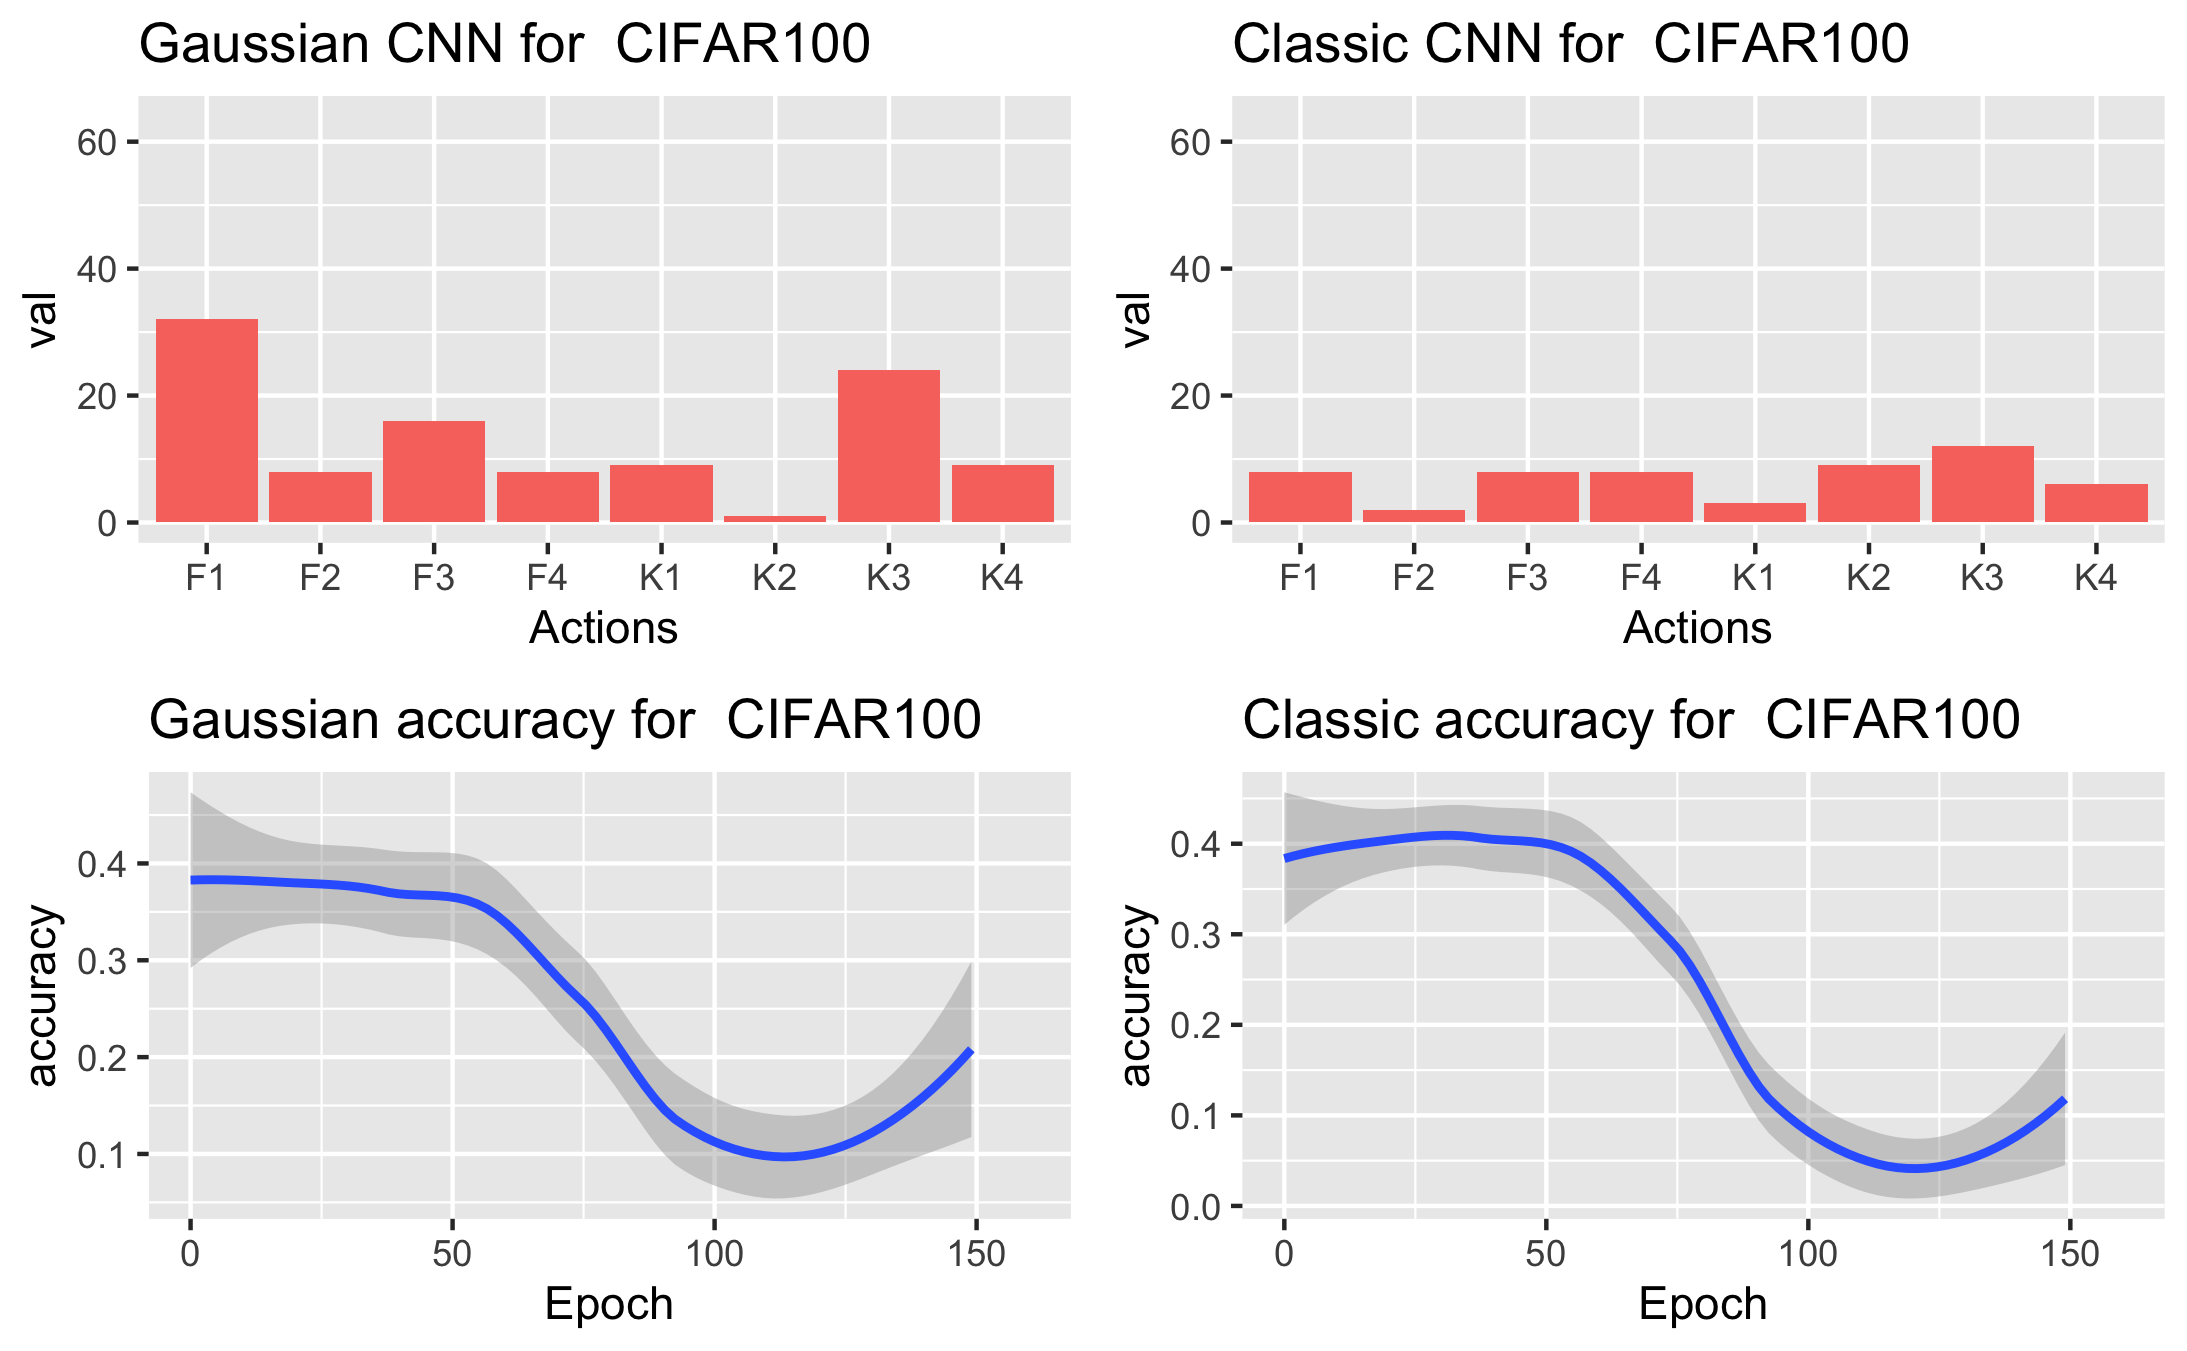 Gaussian CNN for  CIFAR100
60
40
20
0
val
F1 F2 F3 F4 K1 K2 K3 K4
Actions
Classic CNN for  CIFAR100
60
40
20
0
val
F1 F2 F3 F4 K1 K2 K3 K4
Actions
Gaussian accuracy for  CIFAR100
0.4
0.3
0.2
0.1
accuracy
0 50 100 150
Epoch
Classic accuracy for  CIFAR100
0.4
0.3
0.2
0.1
0.0
accuracy
0 50 100 150
Epoch